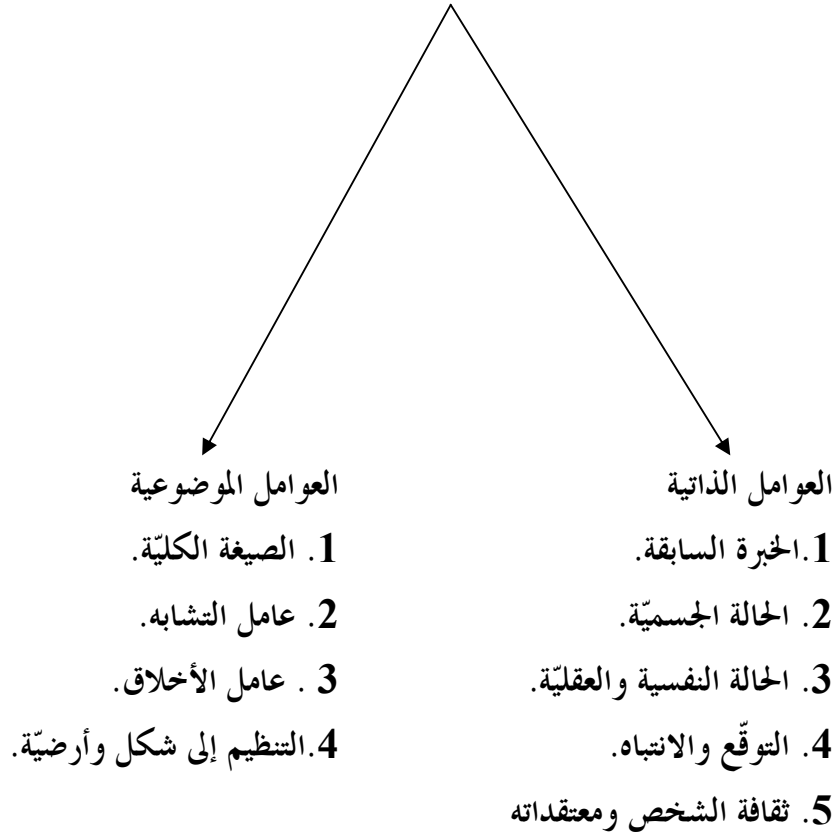 العوامل الذاتية
1.الخبرة السابقة.
2. الحالة الجسميّة.
3. الحالة النفسية والعقليّة.
4. التوقّع والانتباه.
5. ثقافة الشخص ومعتقداته
العوامل الموضوعية
1. الصيغة الكليّة.
2. عامل التشابه.
3 . عامل الأخلاق.
4.التنظيم إلى شكل وأرضيّة.